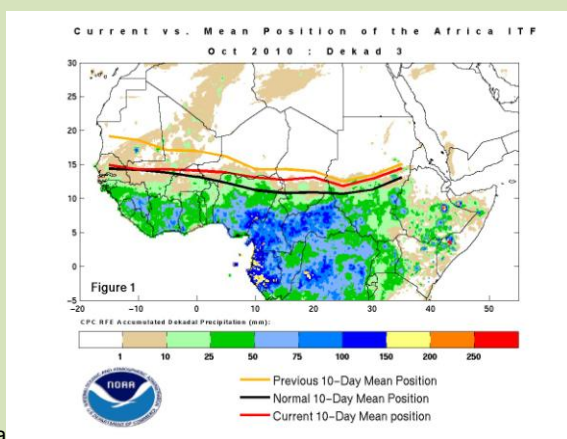 Current vs. Mean Position of the Africa ITF
Oct 2010 : Dekad 3
30
25
20
15
10
5
0
-5
Figure 1
-20 -10 0 10 20 30 40 50
CPC RFE Accumulated Dekadal Precipitation (mm):
1 10 25 50 75 100 150 200 250
NOAA
Previous 10-Day Mean Position
Normal 10-Day Mean Position
Current 10-Day Mean position
a